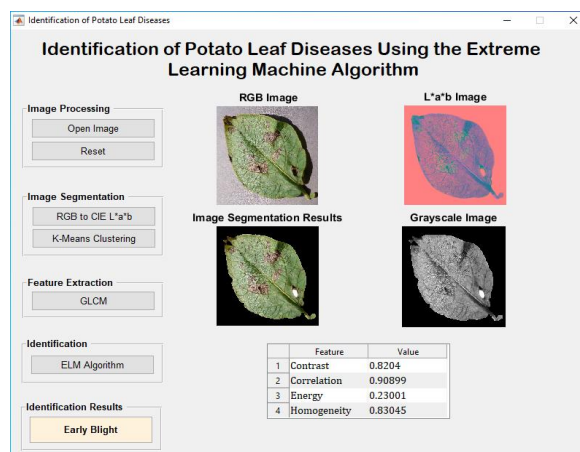 Identification of Potato Leaf Diseases
Identification of Potato Leaf Diseases Using the Extreme
Learning Machine Algorithm
Image Processing
Open Image
Reset
Image Segmentation
RGB to CIE L*a*b
K-Means Clustering
Feature Extraction
GLCM
Identification
ELM Algorithm
Identification Results
Early Blight
RGB Image
L*a*b Image
Image Segmentation Results
Grayscale Image
Feature Value
1 Contrast 0.8204
2 Correlation 0.90899
3 Energy 0.23001
4 Homogeneity 0.83045